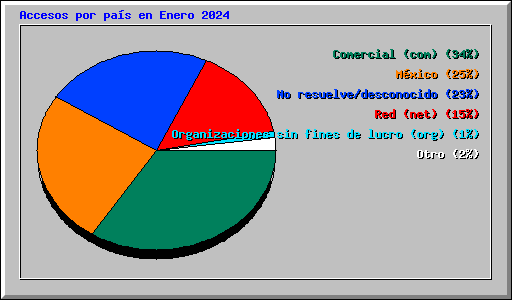 Accesos por país en Enero 2024
Comercial (com) (34%)
México (25%)
No resuelve/desconocido (23%)
Red (net) (15%)
Organizaciones sin fines de lucro (org) (1%)
Otro (2%)